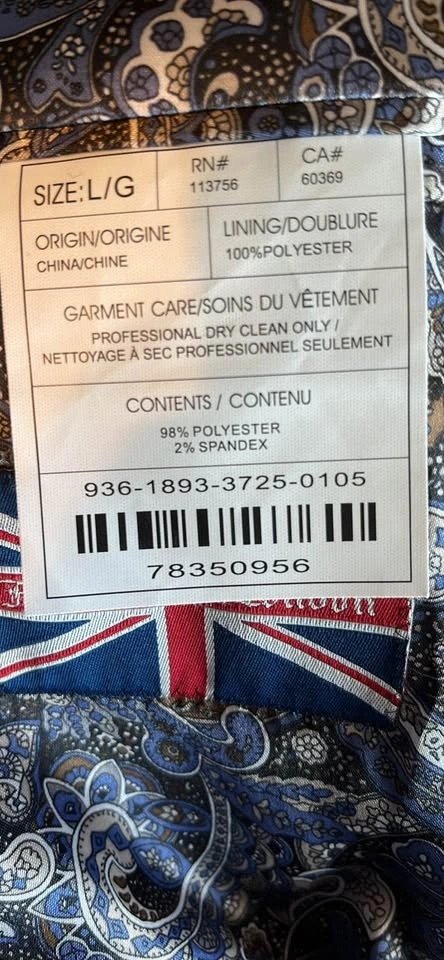 SIZE:L/G
RN#
113756
CA#
60369
ORIGIN/ORIGINE
CHINA/CHINE
LINING/DOUBLURE
100%POLYESTER
GARMENT CARE/SOINS DU VÊTEMENT
PROFESSIONAL DRY CLEAN ONLY /
NETTOYAGE À SEC PROFESSIONNEL SEULEMENT
CONTENTS / CONTENU
98% POLYESTER
2% SPANDEX
936-1893-3725-0105
78350956